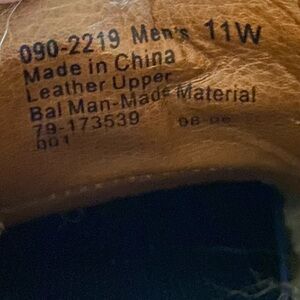 090-2219 Men's 11W
Made in China
Leather Upper
Bal Man-Made Material
79-173539 06-06
001